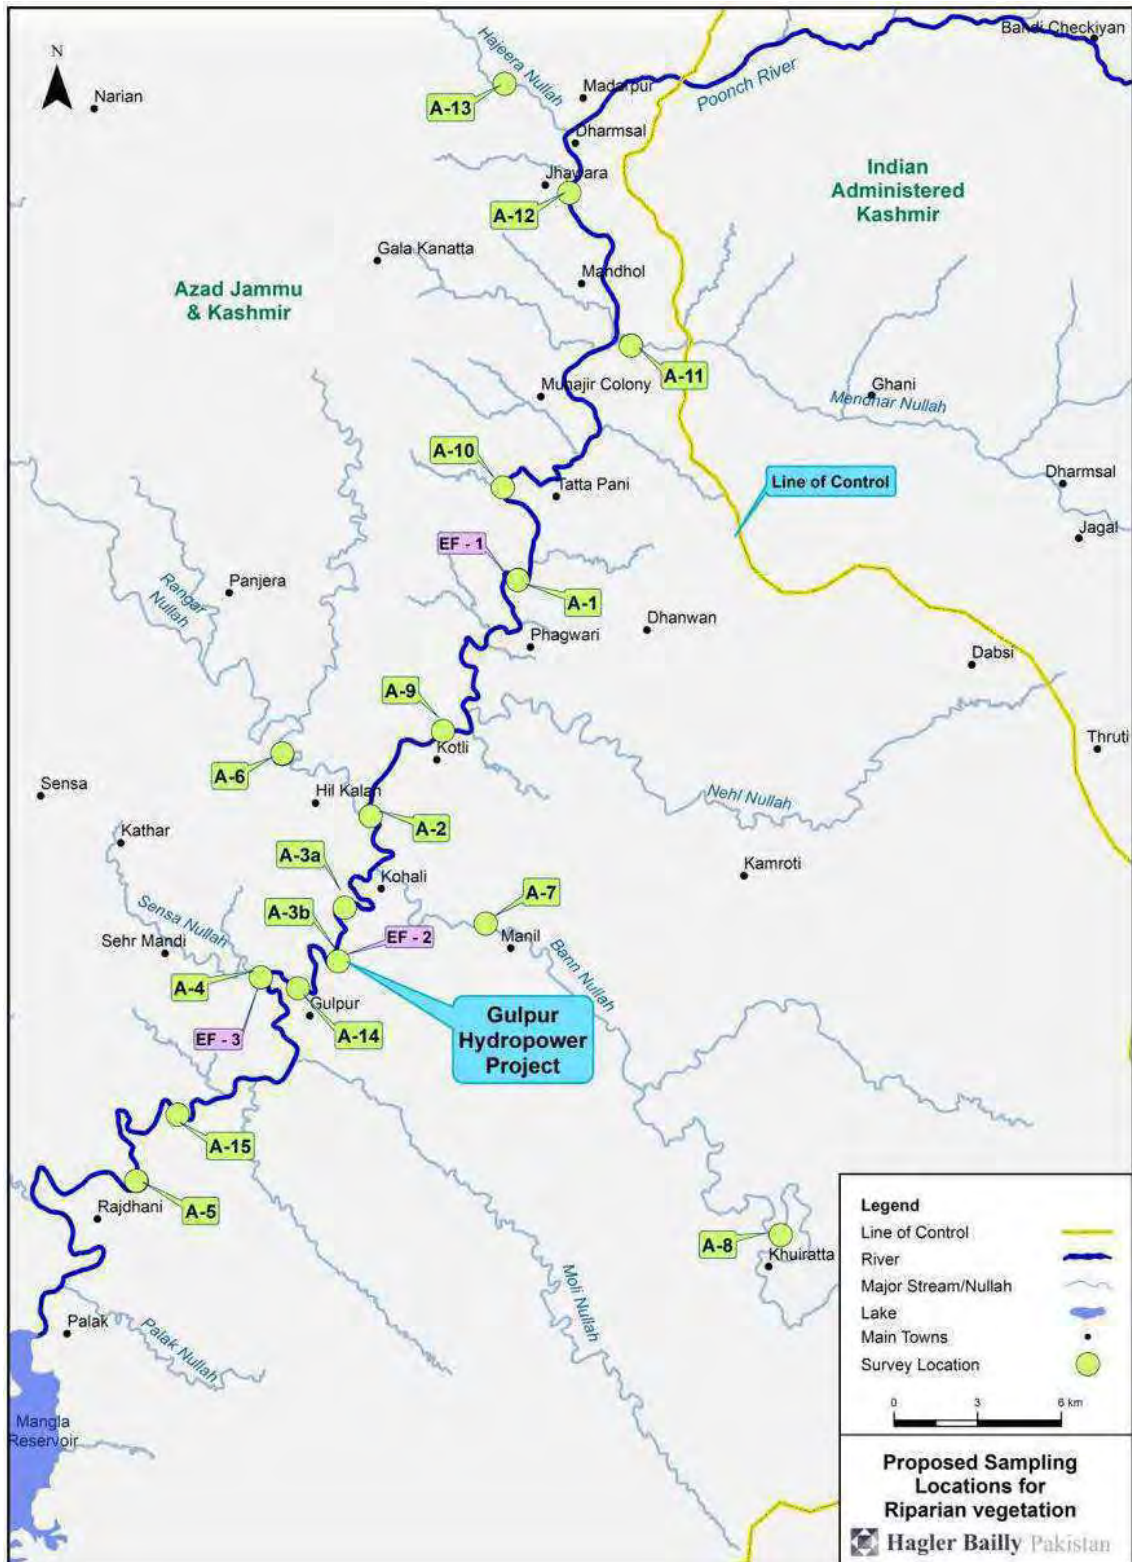 Bandi Checkiyan
Hajeera Nullah
N
Poonch River
Madarpur
Narian
A-13
Dharmsal
Indian
Administered
Kashmir
Jhawara
A-12
Gala Kanatta
Mandhol
Azad Jammu
& Kashmir
A-11
Muhajir Colony
Ghani
Mendhar Nullah
A-10
Tatta Pani
Line of Control
Dharmsal
Jagal
EF - 1
Rangar
Nullah
Panjera
A-1
Dhanwan
Phagwari
Dabsi
A-9
Kotli
Thruti
A-6
Sensa
Hil Kalan
Nehl Nullah
A-2
Kathar
A-3a
Kohali
Kamroti
A-3b
A-7
Sensa Nullah
EF - 2
Manil
Sehr Mandi
Bann Nullah
A-4
Gulpur
Gulpur
Hydropower
Project
EF - 3
A-14
A-15
A-5
Rajdhani
A-8
Khuiratta
Moli Nullah
Palak
Palak Nullah
Mangla
Reservoir
Legend
Line of Control
River
Major Stream/Nullah
Lake
Main Towns
Survey Location
0 3 6 km
Proposed Sampling
Locations for
Riparian vegetation
Hagler Bailly Pakistan